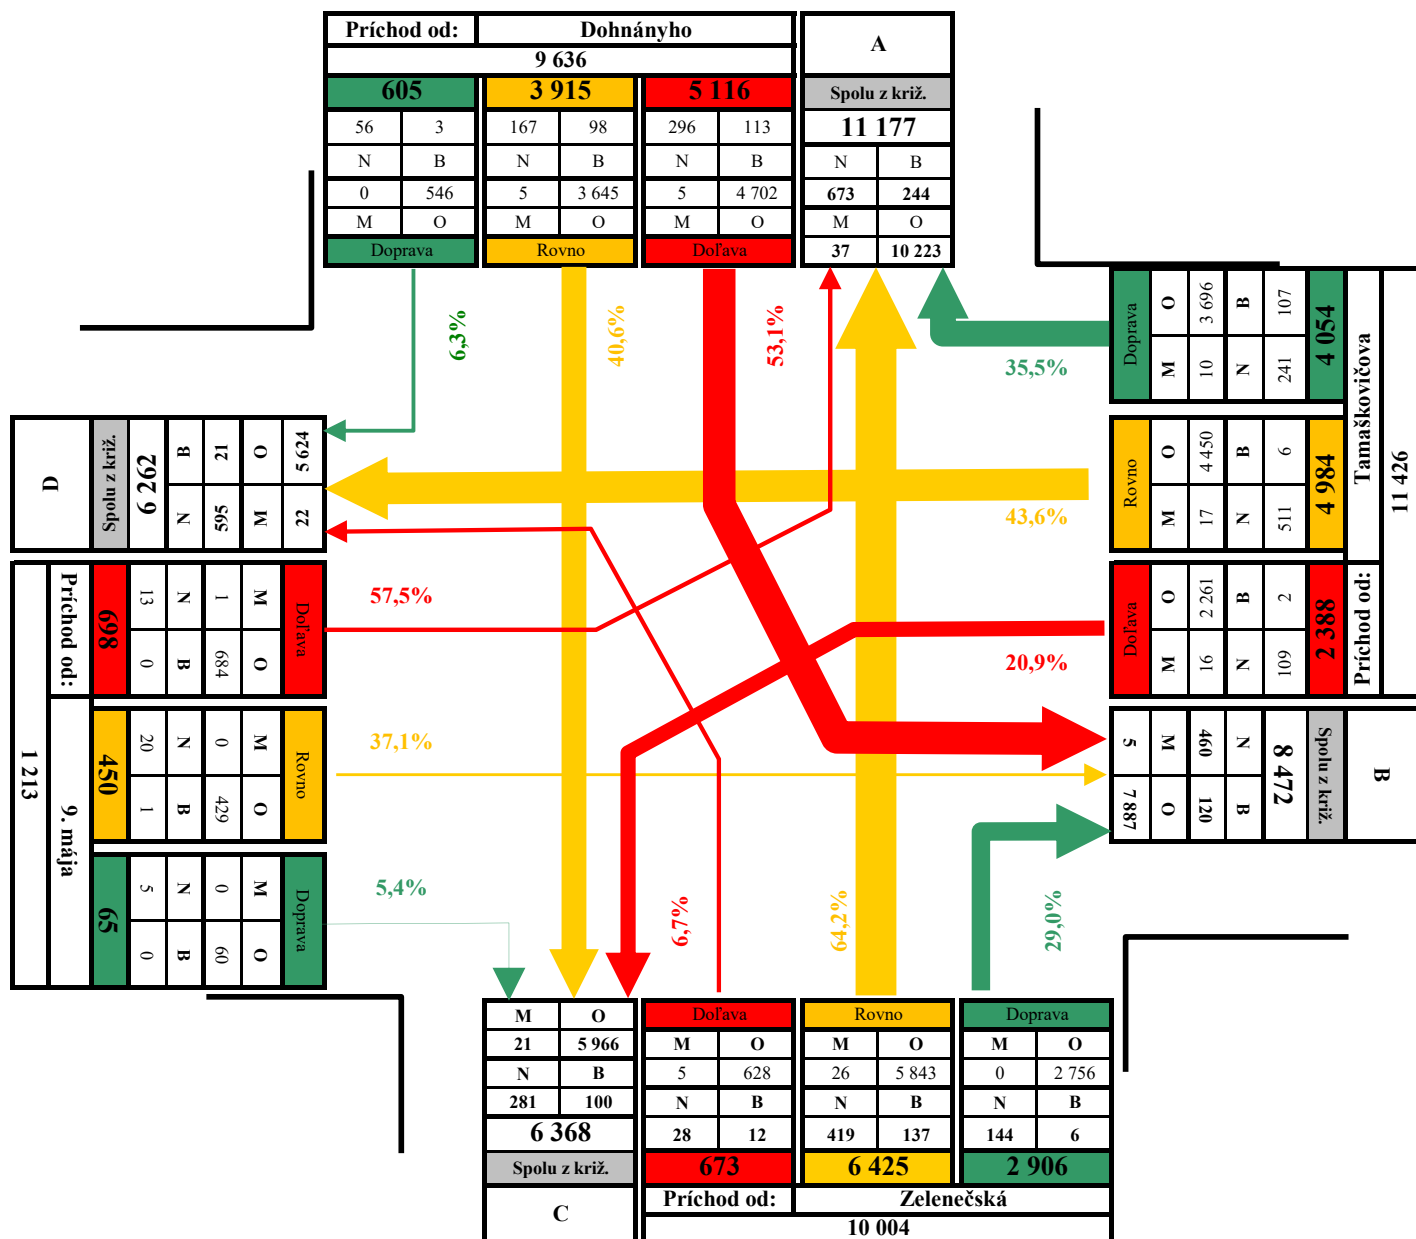 Príchod od: Dohnányho
9 636
605 3 915 5 116
56 3 167 98 296 113
N B N B N B
0 546 5 3 645 5 4 702
M O M O M O
Doprava Rovno Doľava
A
Spolu z križ.
11 177
N B
673 244
M O
37 10 223
6,3%
40,6%
53,1%
35,5%
43,6%
20,9%
Príchod od: Tamaškovičova
11 426
4 054
107 241
B N
3 696 10
O M
Doprava
4 984
6 511
B N
4 450 17
O M
Rovno
2 388
2 109
B N
2 261 16
O M
Doľava
B
Spolu z križ.
8 472
N B
460 120
M O
5 7 887
D
Spolu z križ.
6 262
B N
21 595
O M
5 624 22
57,5%
37,1%
5,4%
Príchod od: 9. mája
1 213
Doľava
M O
1 684
N B
13 0
698
Rovno
M O
0 429
N B
20 1
450
Doprava
M O
0 60
N B
5 0
65
6,7%
64,2%
29,0%
M O
21 5 966
N B
281 100
6 368
Spolu z križ.
C
Doľava Rovno Doprava
M O M O M O
5 628 26 5 843 0 2 756
N B N B N B
28 12 419 137 144 6
673 6 425 2 906
Príchod od: Zelenečská
10 004